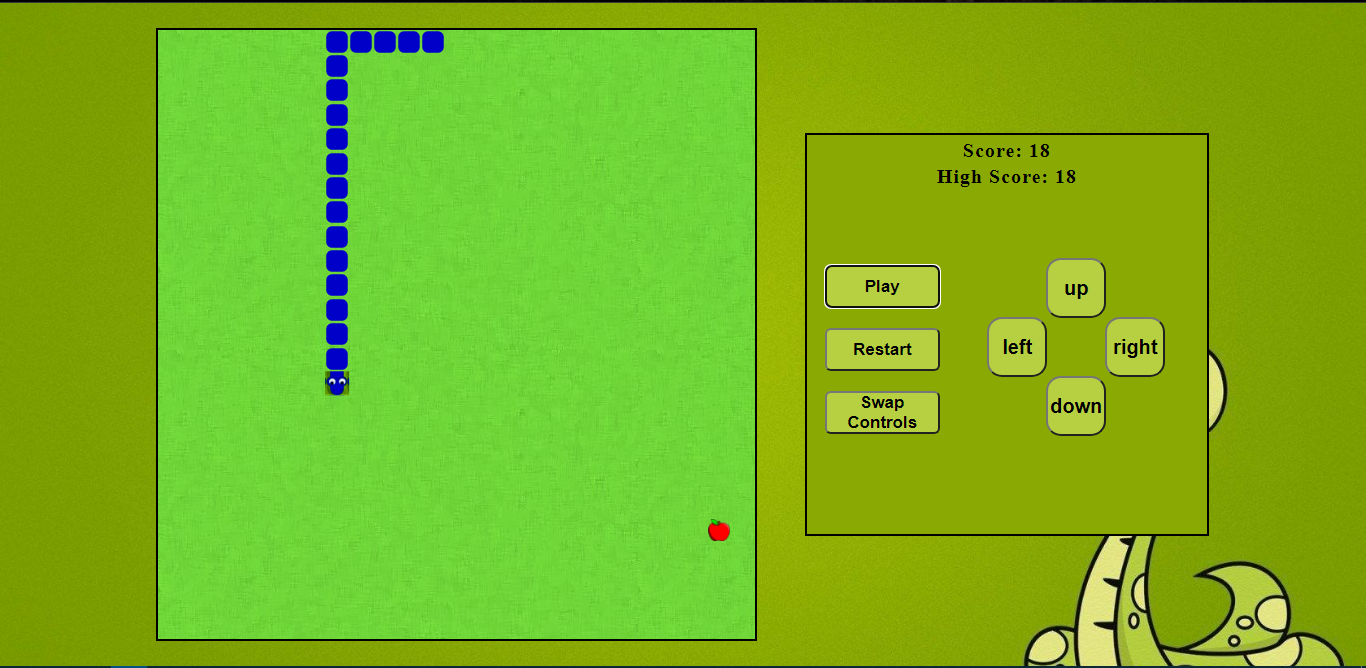 Score: 18
High Score: 18
Play
up
Restart
left
right
Swap
Controls
down